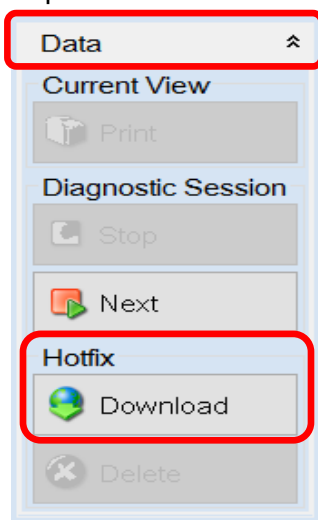 Data
Current View
Print
Diagnostic Session
Stop
Next
Hotfix
Download
Delete